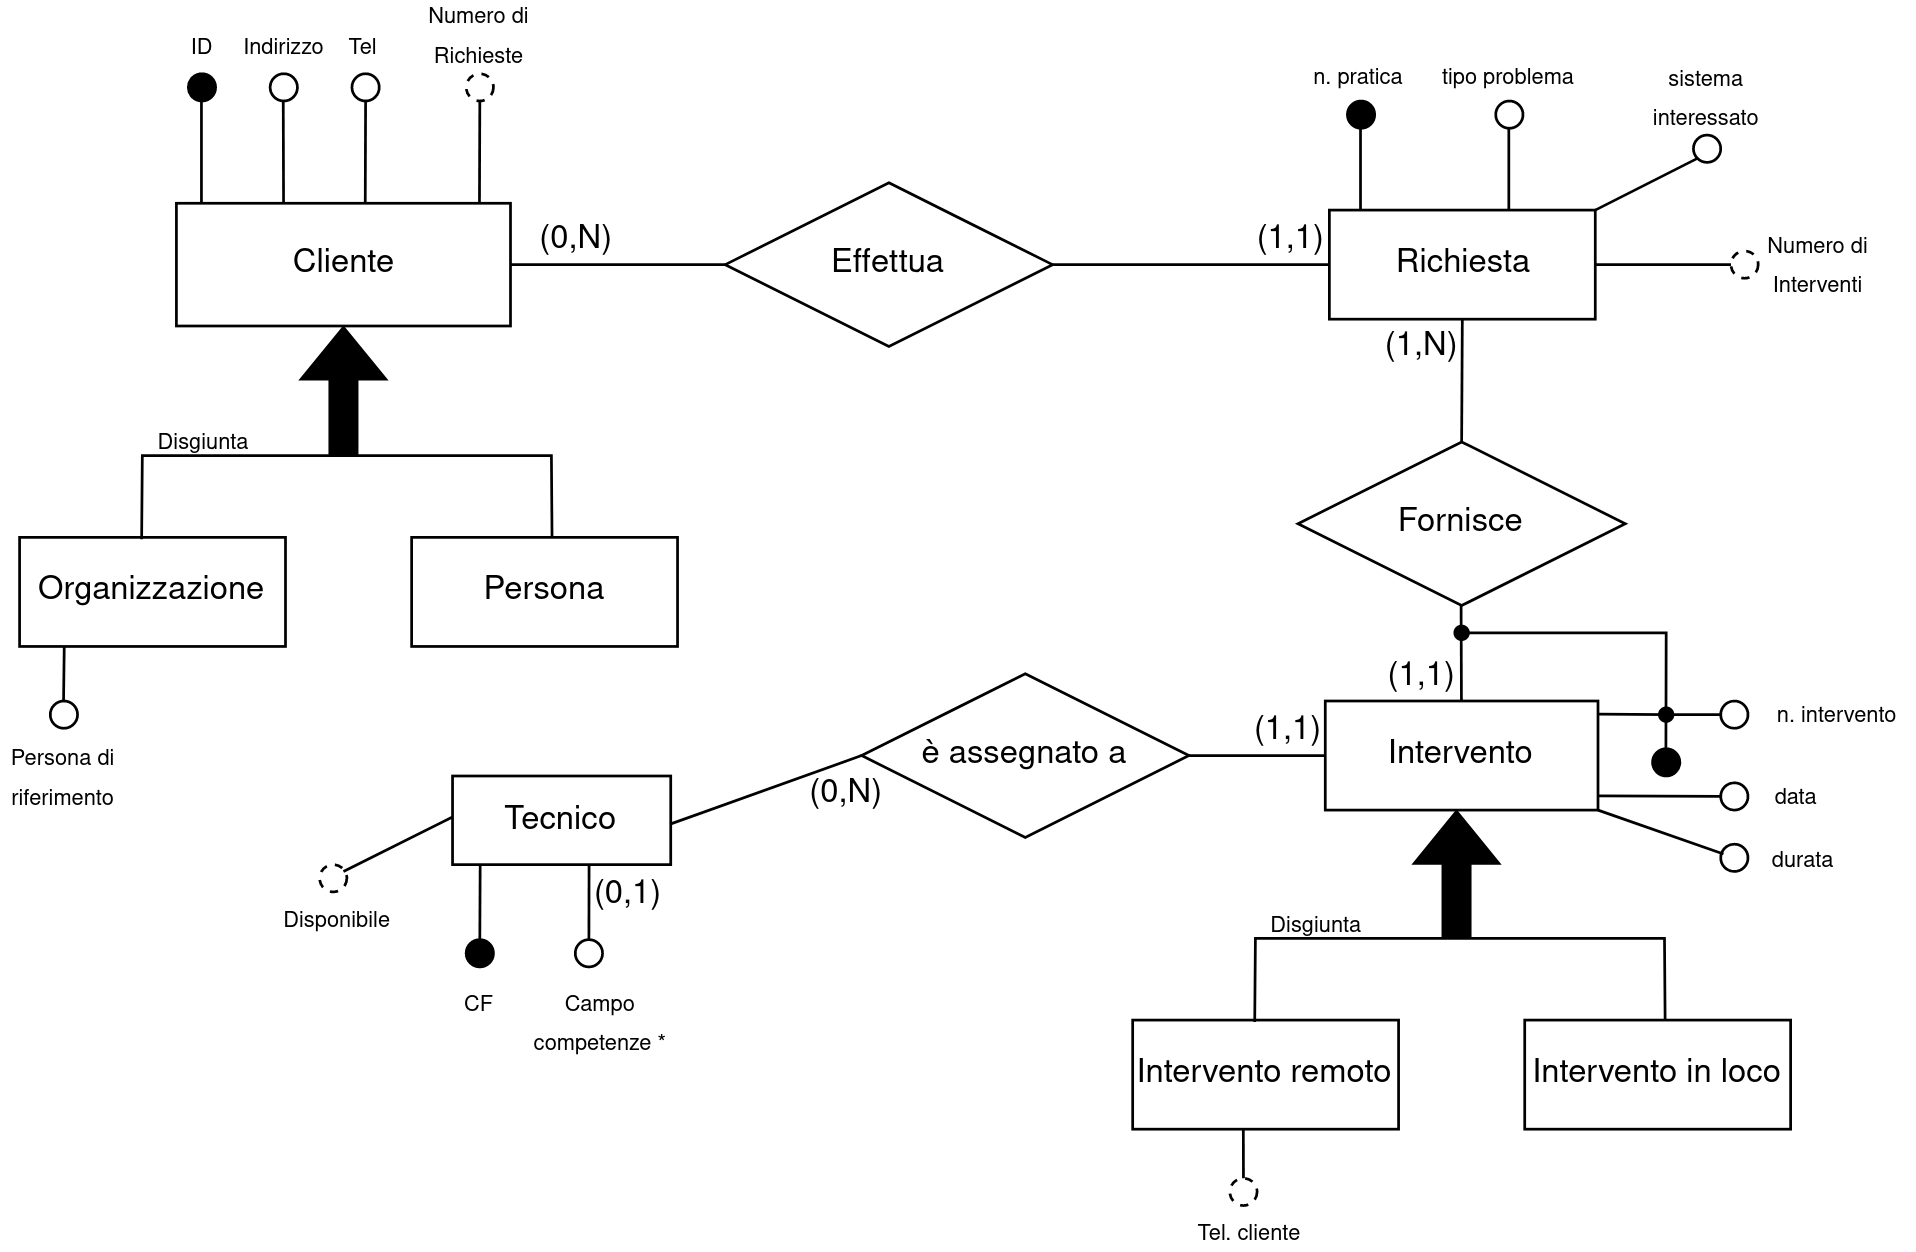 Numero di
Richieste
ID
Indirizzo
Tel
n. pratica
tipo problema
sistema
interessato
Cliente
(0,N)
Effettua
(1,1)
Richiesta
Numero di
Interventi
(1,N)
Disgiunta
Organizzazione
Persona
Fornisce
Persona di
riferimento
(1,1)
Tecnico
(0,N)
è assegnato a
(1,1)
Intervento
n. intervento
data
durata
Disponibile
(0,1)
CF
Campo
competenze *
Disgiunta
Intervento remoto
Intervento in loco
Tel. cliente